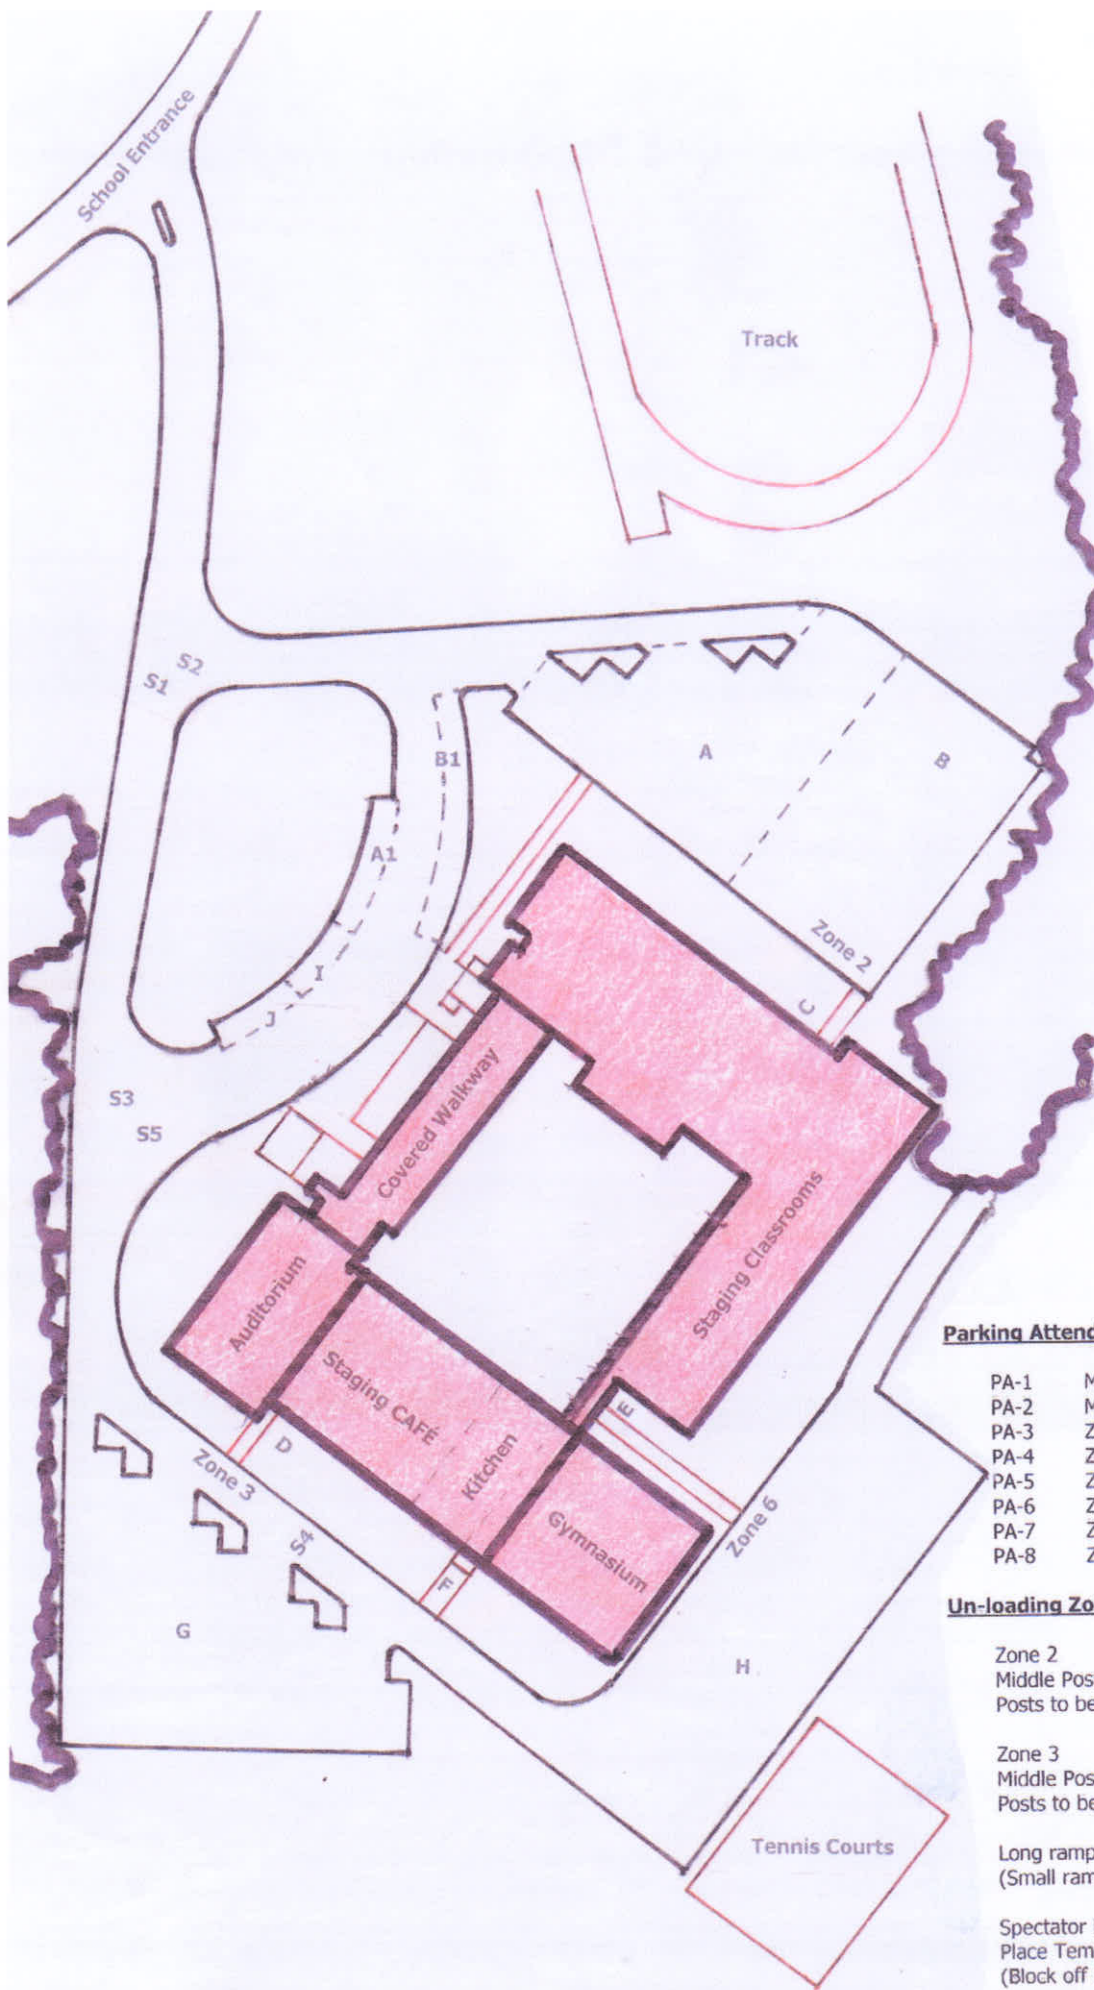 School Entrance
Track
S2
S1
B1
A
B
A1
Zone 2
I
C
J
Covered Walkway
S3
S5
Staging Classrooms
Auditorium
Staging CAFÉ
Kitchen
E
D
Zone 3
Zone 6
Gymnasium
S4
F
G
H
Tennis Courts
Parking Attend
PA-1 M
PA-2 M
PA-3 Z
PA-4 Z
PA-5 Z
PA-6 Z
PA-7 Z
PA-8 Z
Un-loading Zo
Zone 2
Middle Pos
Posts to be
Zone 3
Middle Pos
Posts to be
Long ramp
(Small ram
Spectator
Place Tem
(Block off